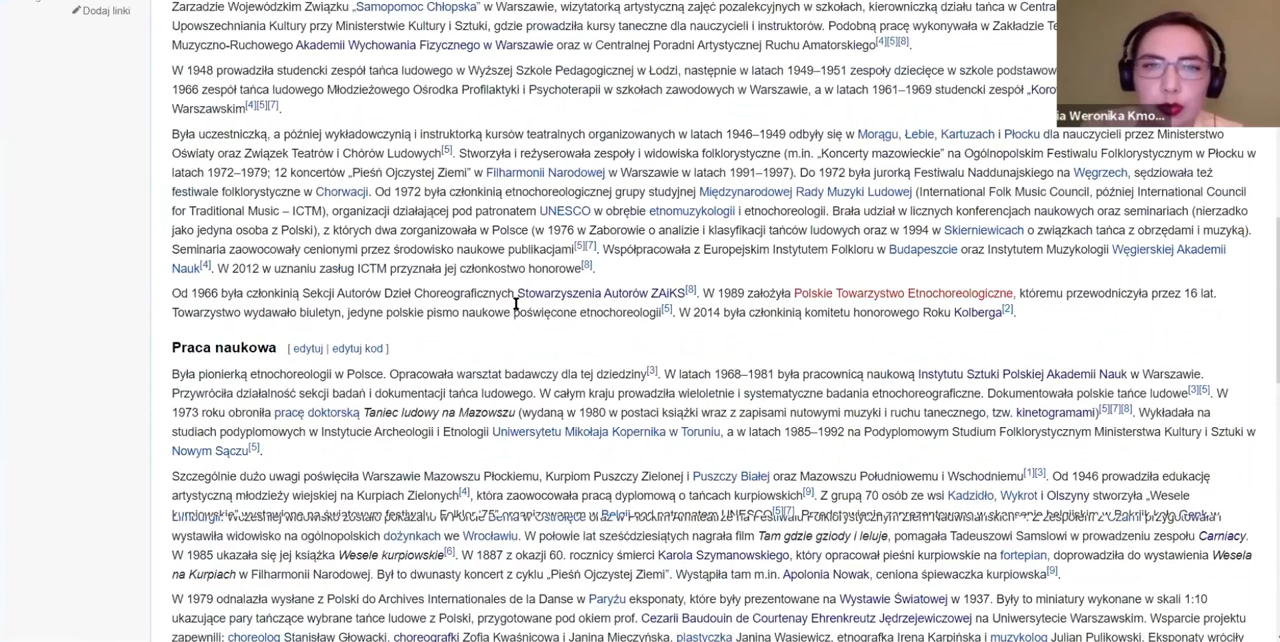 Dodaj linki
Zarządzie Wojewódzkim Związku „Samopomoc Chłopska” w Warszawie, wizytatorką artystyczną zajęć pozalekcyjnych w szkołach, kierowniczką działu tańca w
Upowszechniania Kultury przy Ministerstwie Kultury i Sztuki, gdzie prowadziła kursy taneczne dla nauczycieli i instruktorów. Podobną pracę wykonywała w Zakładzie
Muzyczno-Ruchowego Akademii Wychowania Fizycznego w Warszawie oraz w Centralnej Poradni Artystycznej Ruchu Amatorskiego[4][5][8].
W 1948 prowadziła studencki zespół tańca ludowego w Wyższej Szkole Pedagogicznej w Łodzi, następnie w latach 1949–1951 zespoły dziecięce w szkole
1966 zespół tańca ludowego Młodzieżowego Ośrodka Profilaktyki i Psychoterapii w szkołach zawodowych w Warszawie, a w latach 1961–1969 studencki zespół
Warszawskim[4][5][7].
ia Weronika Kmo...
Była uczestniczką, a później wykładowczynią i instruktorką kursów teatralnych organizowanych w latach 1946–1949 odbyły się w Morągu, Łebie, Kartuzach i Płocku dla nauczycieli przez Ministerstwo
Oświaty oraz Związek Teatrów i Chórów Ludowych[5]. Stworzyła i reżyserowała zespoły i widowiska folklorystyczne (m.in. „Koncerty mazowieckie” na Ogólnopolskim Festiwalu Folklorystycznym w Płocku w
latach 1972–1979; 12 koncertów „Pieśń Ojczystej Ziemi” w Filharmonii Narodowej w Warszawie w latach 1991–1997). Do 1972 była jurorką Festiwalu Naddunajskiego na Węgrzech, sędziowała też
festiwale folklorystyczne w Chorwacji. Od 1972 była członkinią etnochoreologicznej grupy studyjnej Międzynarodowej Rady Muzyki Ludowej (International Folk Music Council, później International Council
for Traditional Music – ICTM), organizacji działającej pod patronatem UNESCO w obrębie etnomuzykologii i etnochoreologii. Brała udział w licznych konferencjach naukowych oraz seminariach (nierzadko
jako jedyna osoba z Polski), z których dwa zorganizowała w Polsce (w 1976 w Zaborowie o analizie i klasyfikacji tańców ludowych oraz w 1994 w Skierniewicach o związkach tańca z obrzędami i muzyką).
Seminaria zaowocowały cenionymi przez środowisko naukowe publikacjami[5][7]. Współpracowała z Europejskim Instytutem Folkloru w Budapeszcie oraz Instytutem Muzykologii Węgierskiej Akademii
Nauk[4]. W 2012 w uznaniu zasług ICTM przyznała jej członkostwo honorowe[8].
Od 1966 była członkinią Sekcji Autorów Dzieł Choreograficznych Stowarzyszenia Autorów ZAiKS[8]. W 1989 założyła Polskie Towarzystwo Etnochoreologiczne, któremu przewodniczyła przez 16 lat.
Towarzystwo wydawało biuletyn, jedyne polskie pismo naukowe poświęcone etnochoreologii[5]. W 2014 była członkinią komitetu honorowego Roku Kolberga[2].
Praca naukowa [ edytuj | edytuj kod ]
Była pionierką etnochoreologii w Polsce. Opracowała warsztat badawczy dla tej dziedziny[3]. W latach 1968–1981 była pracownicą naukową Instytutu Sztuki Polskiej Akademii Nauk w Warszawie.
Przywróciła działalność sekcji badań i dokumentacji tańca ludowego. W całym kraju prowadziła wieloletnie i systematyczne badania etnochoreograficzne. Dokumentowała polskie tańce ludowe[3][5]. W
1973 roku obroniła pracę doktorską Taniec ludowy na Mazowszu (wydaną w 1980 w postaci książki wraz z zapisami nutowymi muzyki i ruchu tanecznego, tzw. kinetogramami)[5][7][8]. Wykładała na
studiach podyplomowych w Instytucie Archeologii i Etnologii Uniwersytetu Mikołaja Kopernika w Toruniu, a w latach 1985–1992 na Podyplomowym Studium Folklorystycznym Ministerstwa Kultury i Sztuki w
Nowym Sączu[5].
Szczególnie dużo uwagi poświęciła Warszawie Mazowszu Płockiemu, Kurpiom Puszczy Zielonej i Puszczy Białej oraz Mazowszu Południowemu i Wschodniemu[1][3]. Od 1946 prowadziła edukację
artystyczną młodzieży wiejskiej na Kurpiach Zielonych[4], która zaowocowała pracą dyplomową o tańcach kurpiowskich[9]. Z grupą 70 osób ze wsi Kadzidło, Wykrot i Olszyny stworzyła „Wesele
wystawiła widowisko na ogólnopolskich dożynkach we Wrocławiu. W połowie lat sześćdziesiątych nagrała film Tam gdzie gziody i leluje, pomagała Tadeuszowi Samslowi w prowadzeniu zespołu Carniacy.
W 1985 ukazała się jej książka Wesele kurpiowskie[6]. W 1887 z okazji 60. rocznicy śmierci Karola Szymanowskiego, który opracował pieśni kurpiowskie na fortepian, doprowadziła do wystawienia Wesela
na Kurpiach w Filharmonii Narodowej. Był to dwunasty koncert z cyklu „Pieśń Ojczystej Ziemi”. Wystąpiła tam m.in. Apolonia Nowak, ceniona śpiewaczka kurpiowska[9].
W 1979 odnalazła wysłane z Polski do Archives Internationales de la Danse w Paryżu eksponaty, które były prezentowane na Wystawie Światowej w 1937. Były to miniatury wykonane w skali 1:10
ukazujące pary tańczące wybrane tańce ludowe z Polski, przygotowane pod okiem prof. Cezarii Baudouin de Courtenay Ehrenkreutz Jędrzejewiczowej na Uniwersytecie Warszawskim. Wsparcie projektu
zapewnili: choreolog Stanisław Głowacki, choreografki Zofia Kwaśnicowa i Janina Mieczyńska, plastyczka Janina Wasiewicz, etnografka Irena Karpińska i muzykolog Julian Pulikowski. Eksponaty wróciły